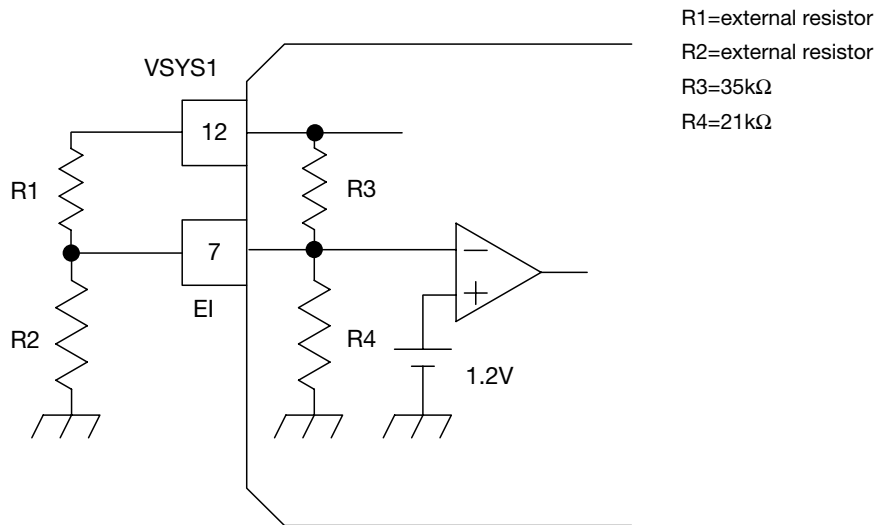 R1=external resistor
R2=external resistor
R3=35kΩ
R4=21kΩ
VSYS1
12
R1
R3
7
EI
−
+
R2
R4
1.2V